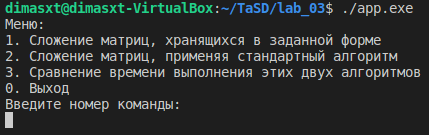 dimasxt@dimasxt-VirtualBox:~/TaSD/lab_03$ ./app.exe
Меню:
1. Сложение матриц, хранящихся в заданной форме
2. Сложение матриц, применяя стандартный алгоритм
3. Сравнение времени выполнения этих двух алгоритмов
0. Выход
Введите номер команды: